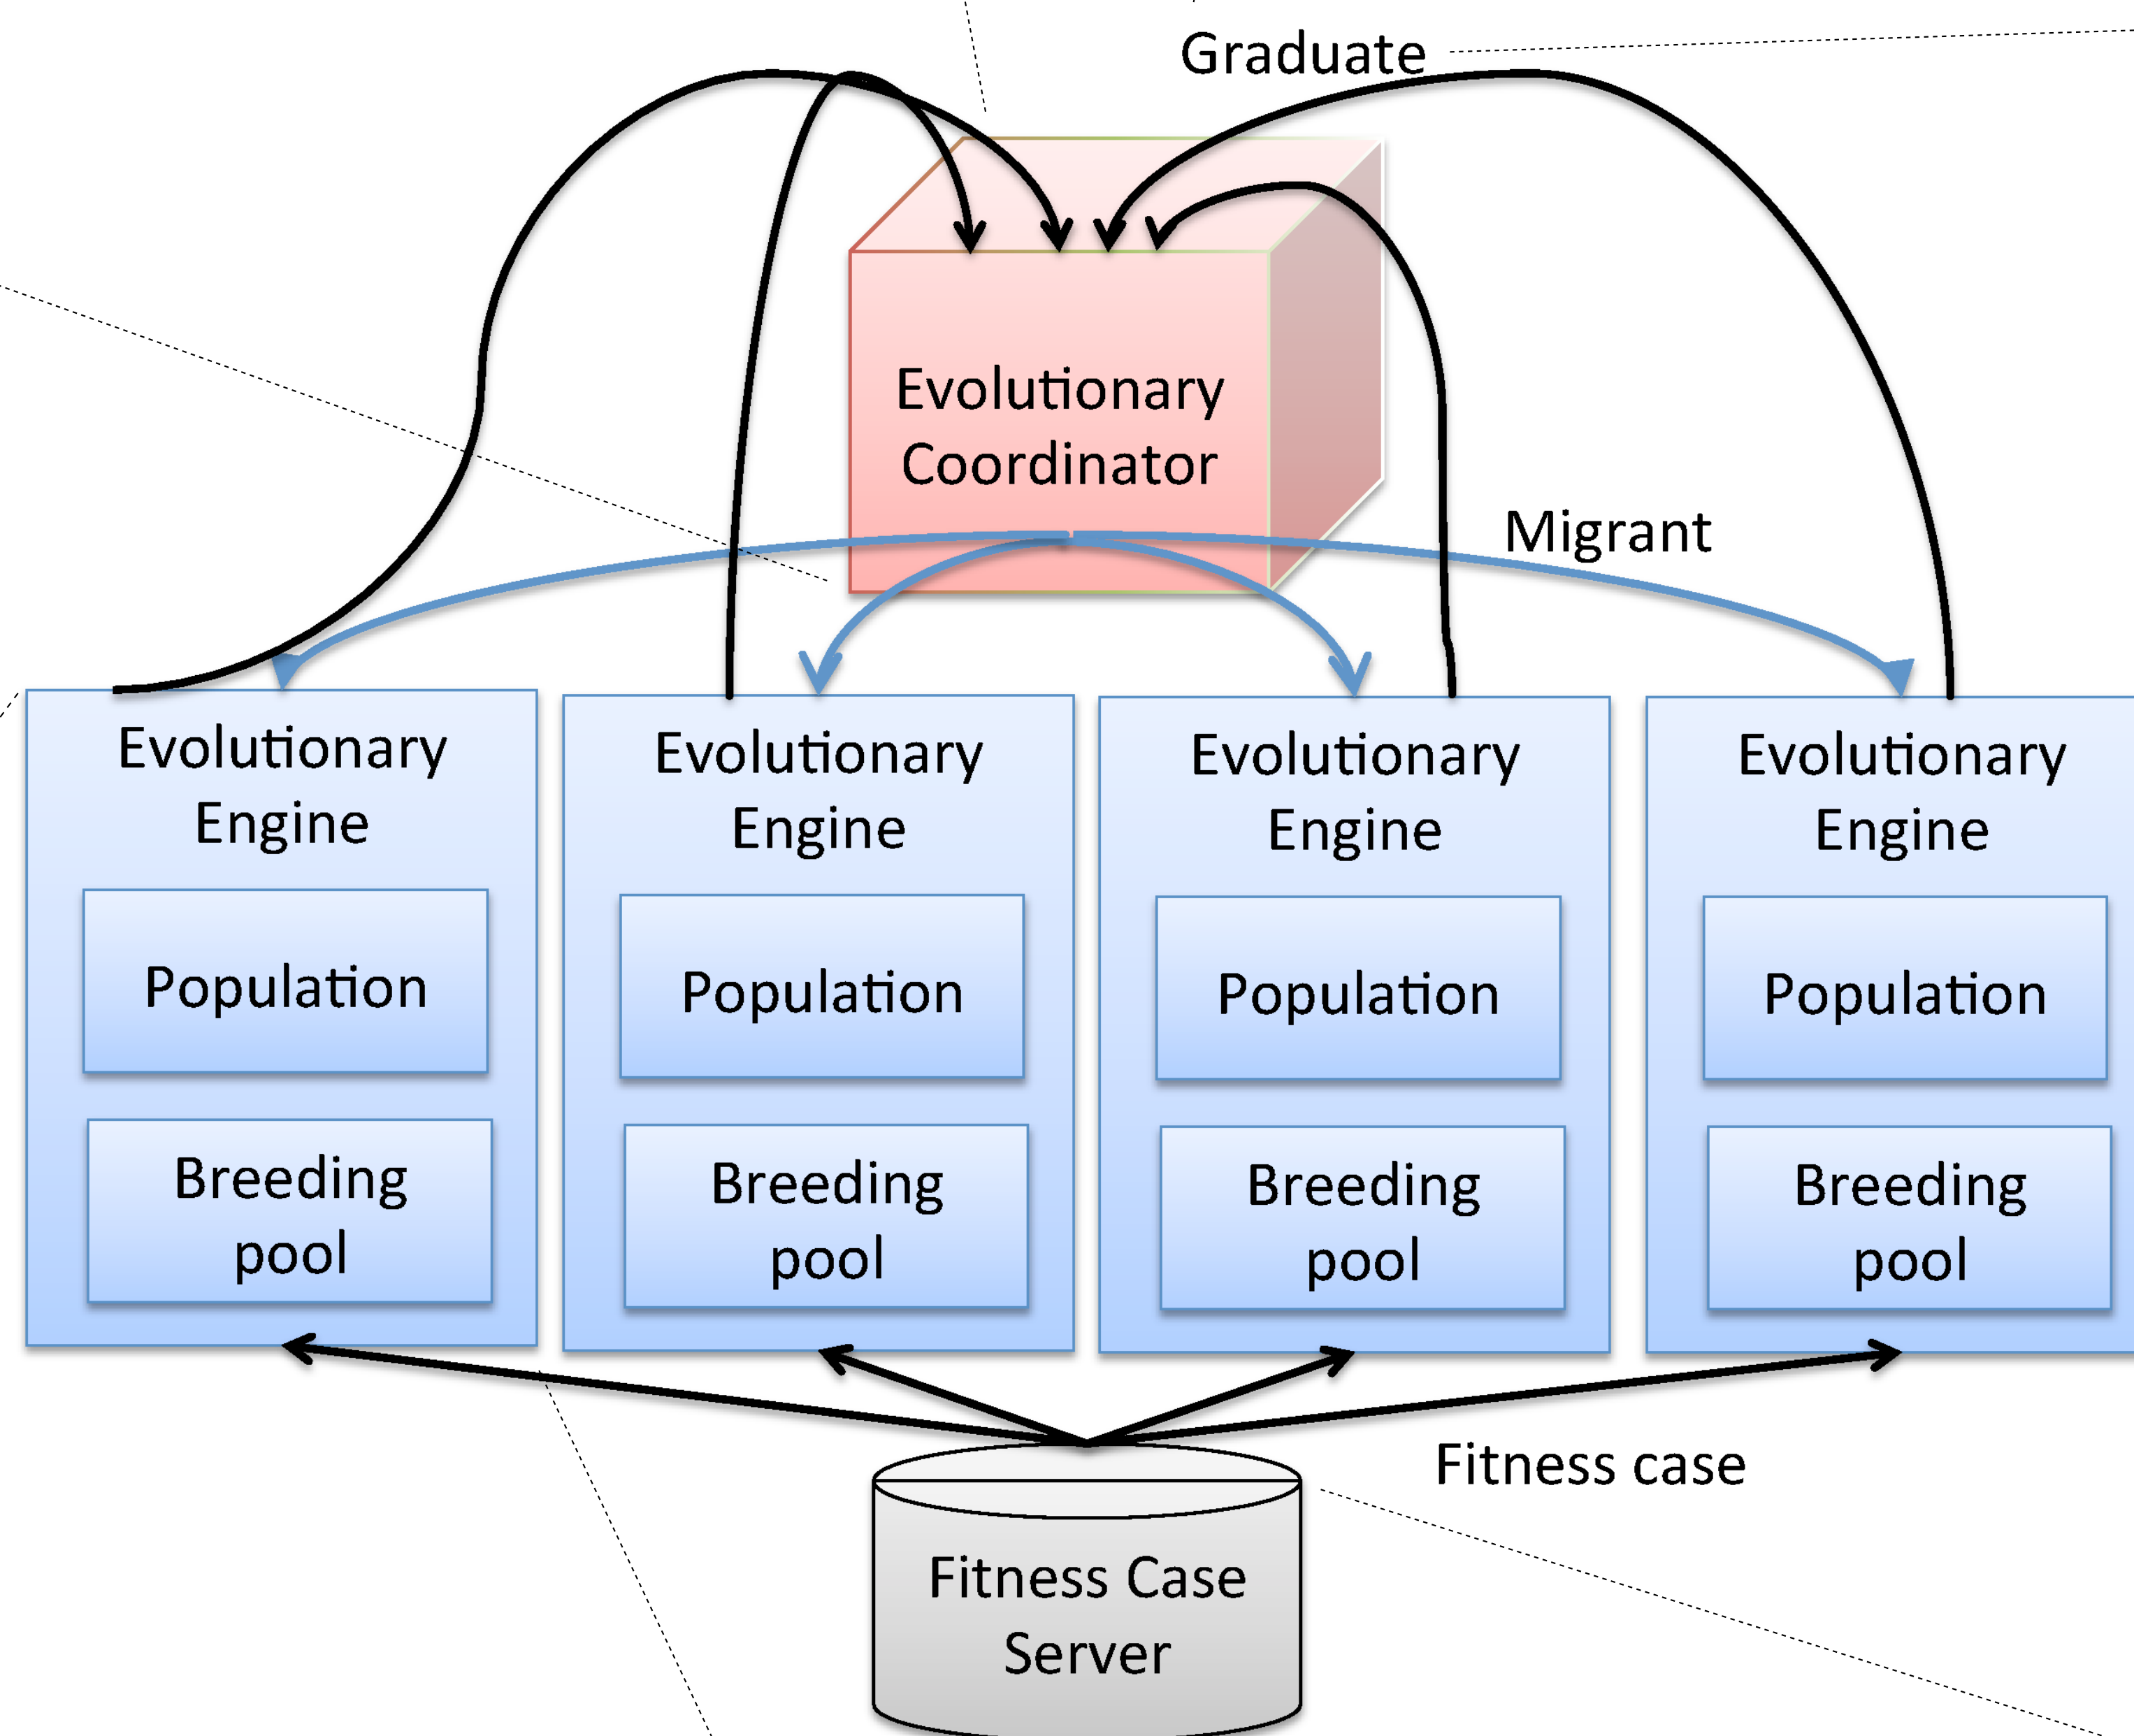 Graduate
Evolutionary
Coordinator
Migrant
Evolutionary
Engine
Population
Breeding
pool
Evolutionary
Engine
Population
Breeding
pool
Evolutionary
Engine
Population
Breeding
pool
Evolutionary
Engine
Population
Breeding
pool
Fitness case
Fitness Case
Server